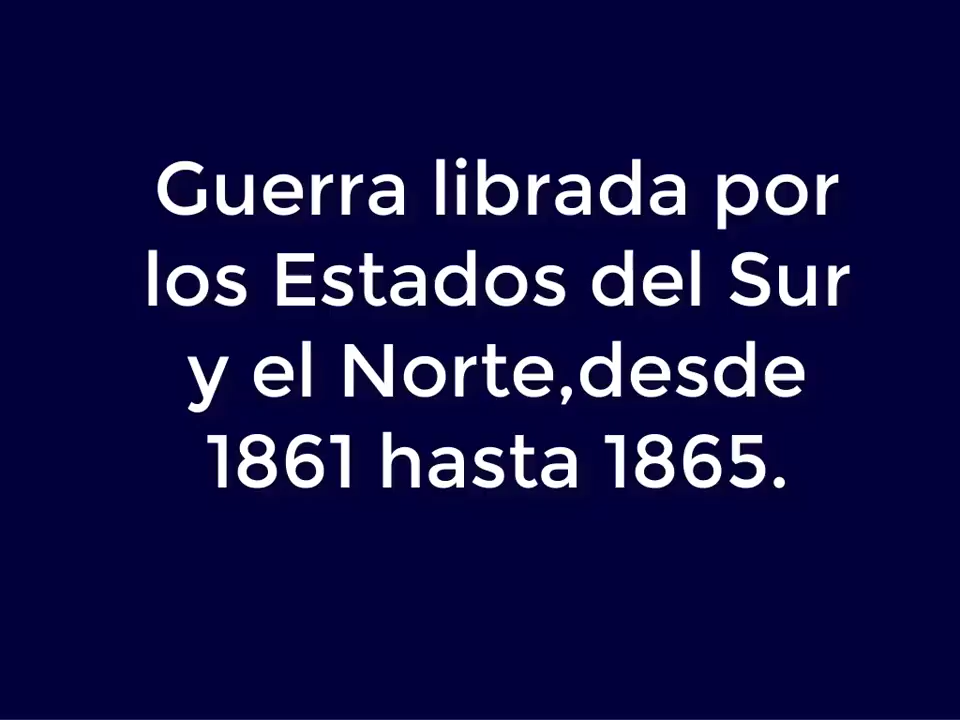 Guerra librada por
los Estados del Sur
y el Norte,desde
1861 hasta 1865.